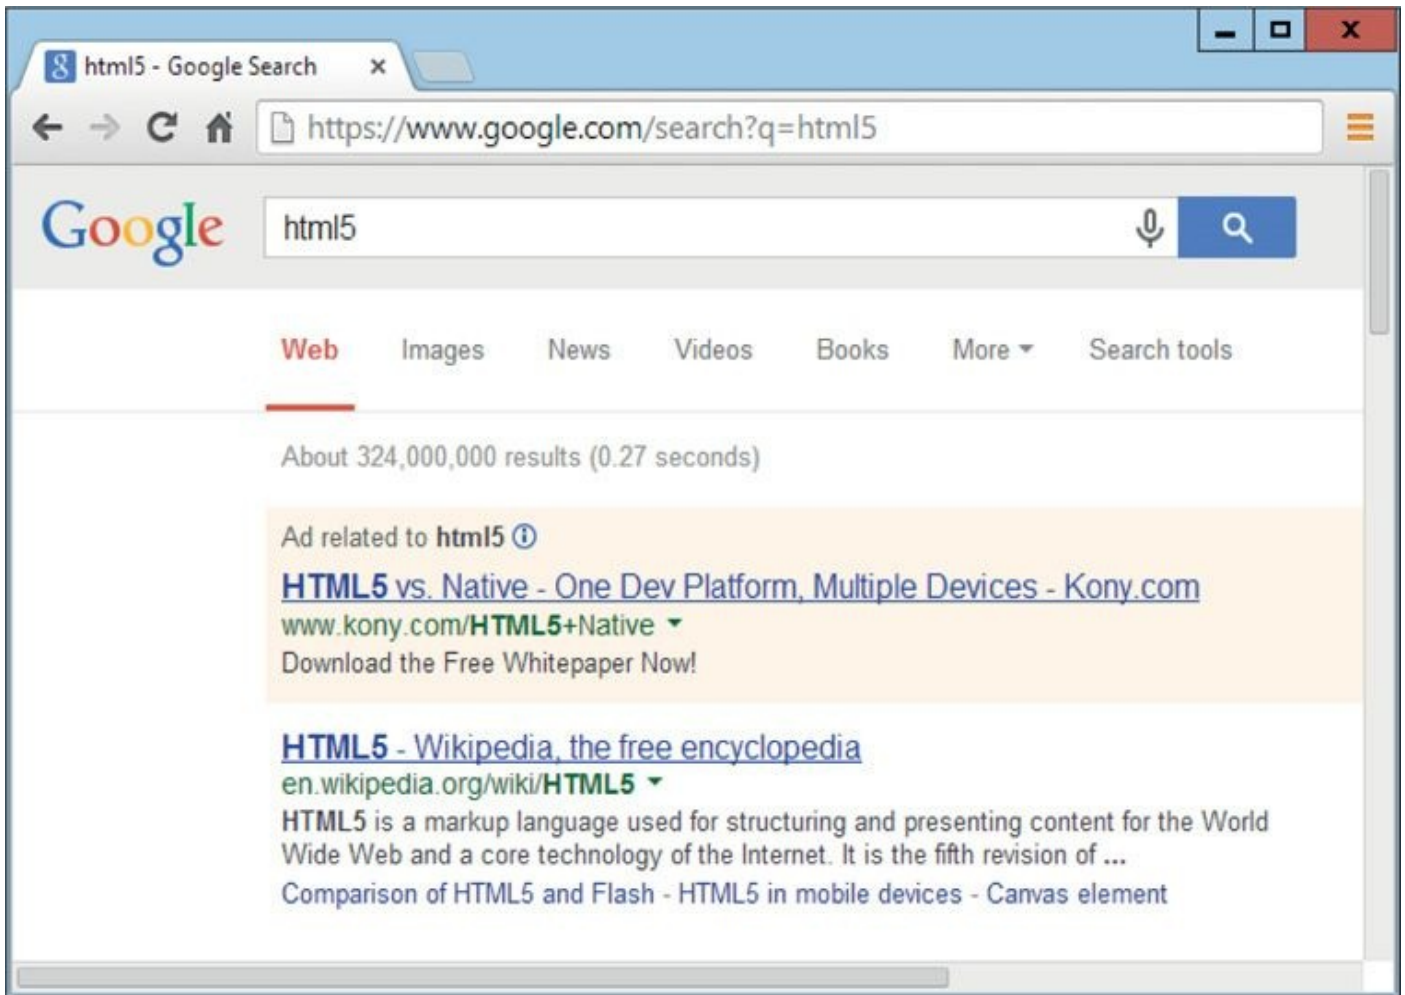 html5 - Google Search
https://www.google.com/search?q=html5
Google
html5
Web Images News Videos Books More Search tools
About 324,000,000 results (0.27 seconds)
Ad related to html5
HTML5 vs. Native - One Dev Platform, Multiple Devices - Kony.com
www.kony.com/HTML5+Native
Download the Free Whitepaper Now!
HTML5 - Wikipedia, the free encyclopedia
en.wikipedia.org/wiki/HTML5
HTML5 is a markup language used for structuring and presenting content for the World
Wide Web and a core technology of the Internet. It is the fifth revision of ...
Comparison of HTML5 and Flash - HTML5 in mobile devices - Canvas element